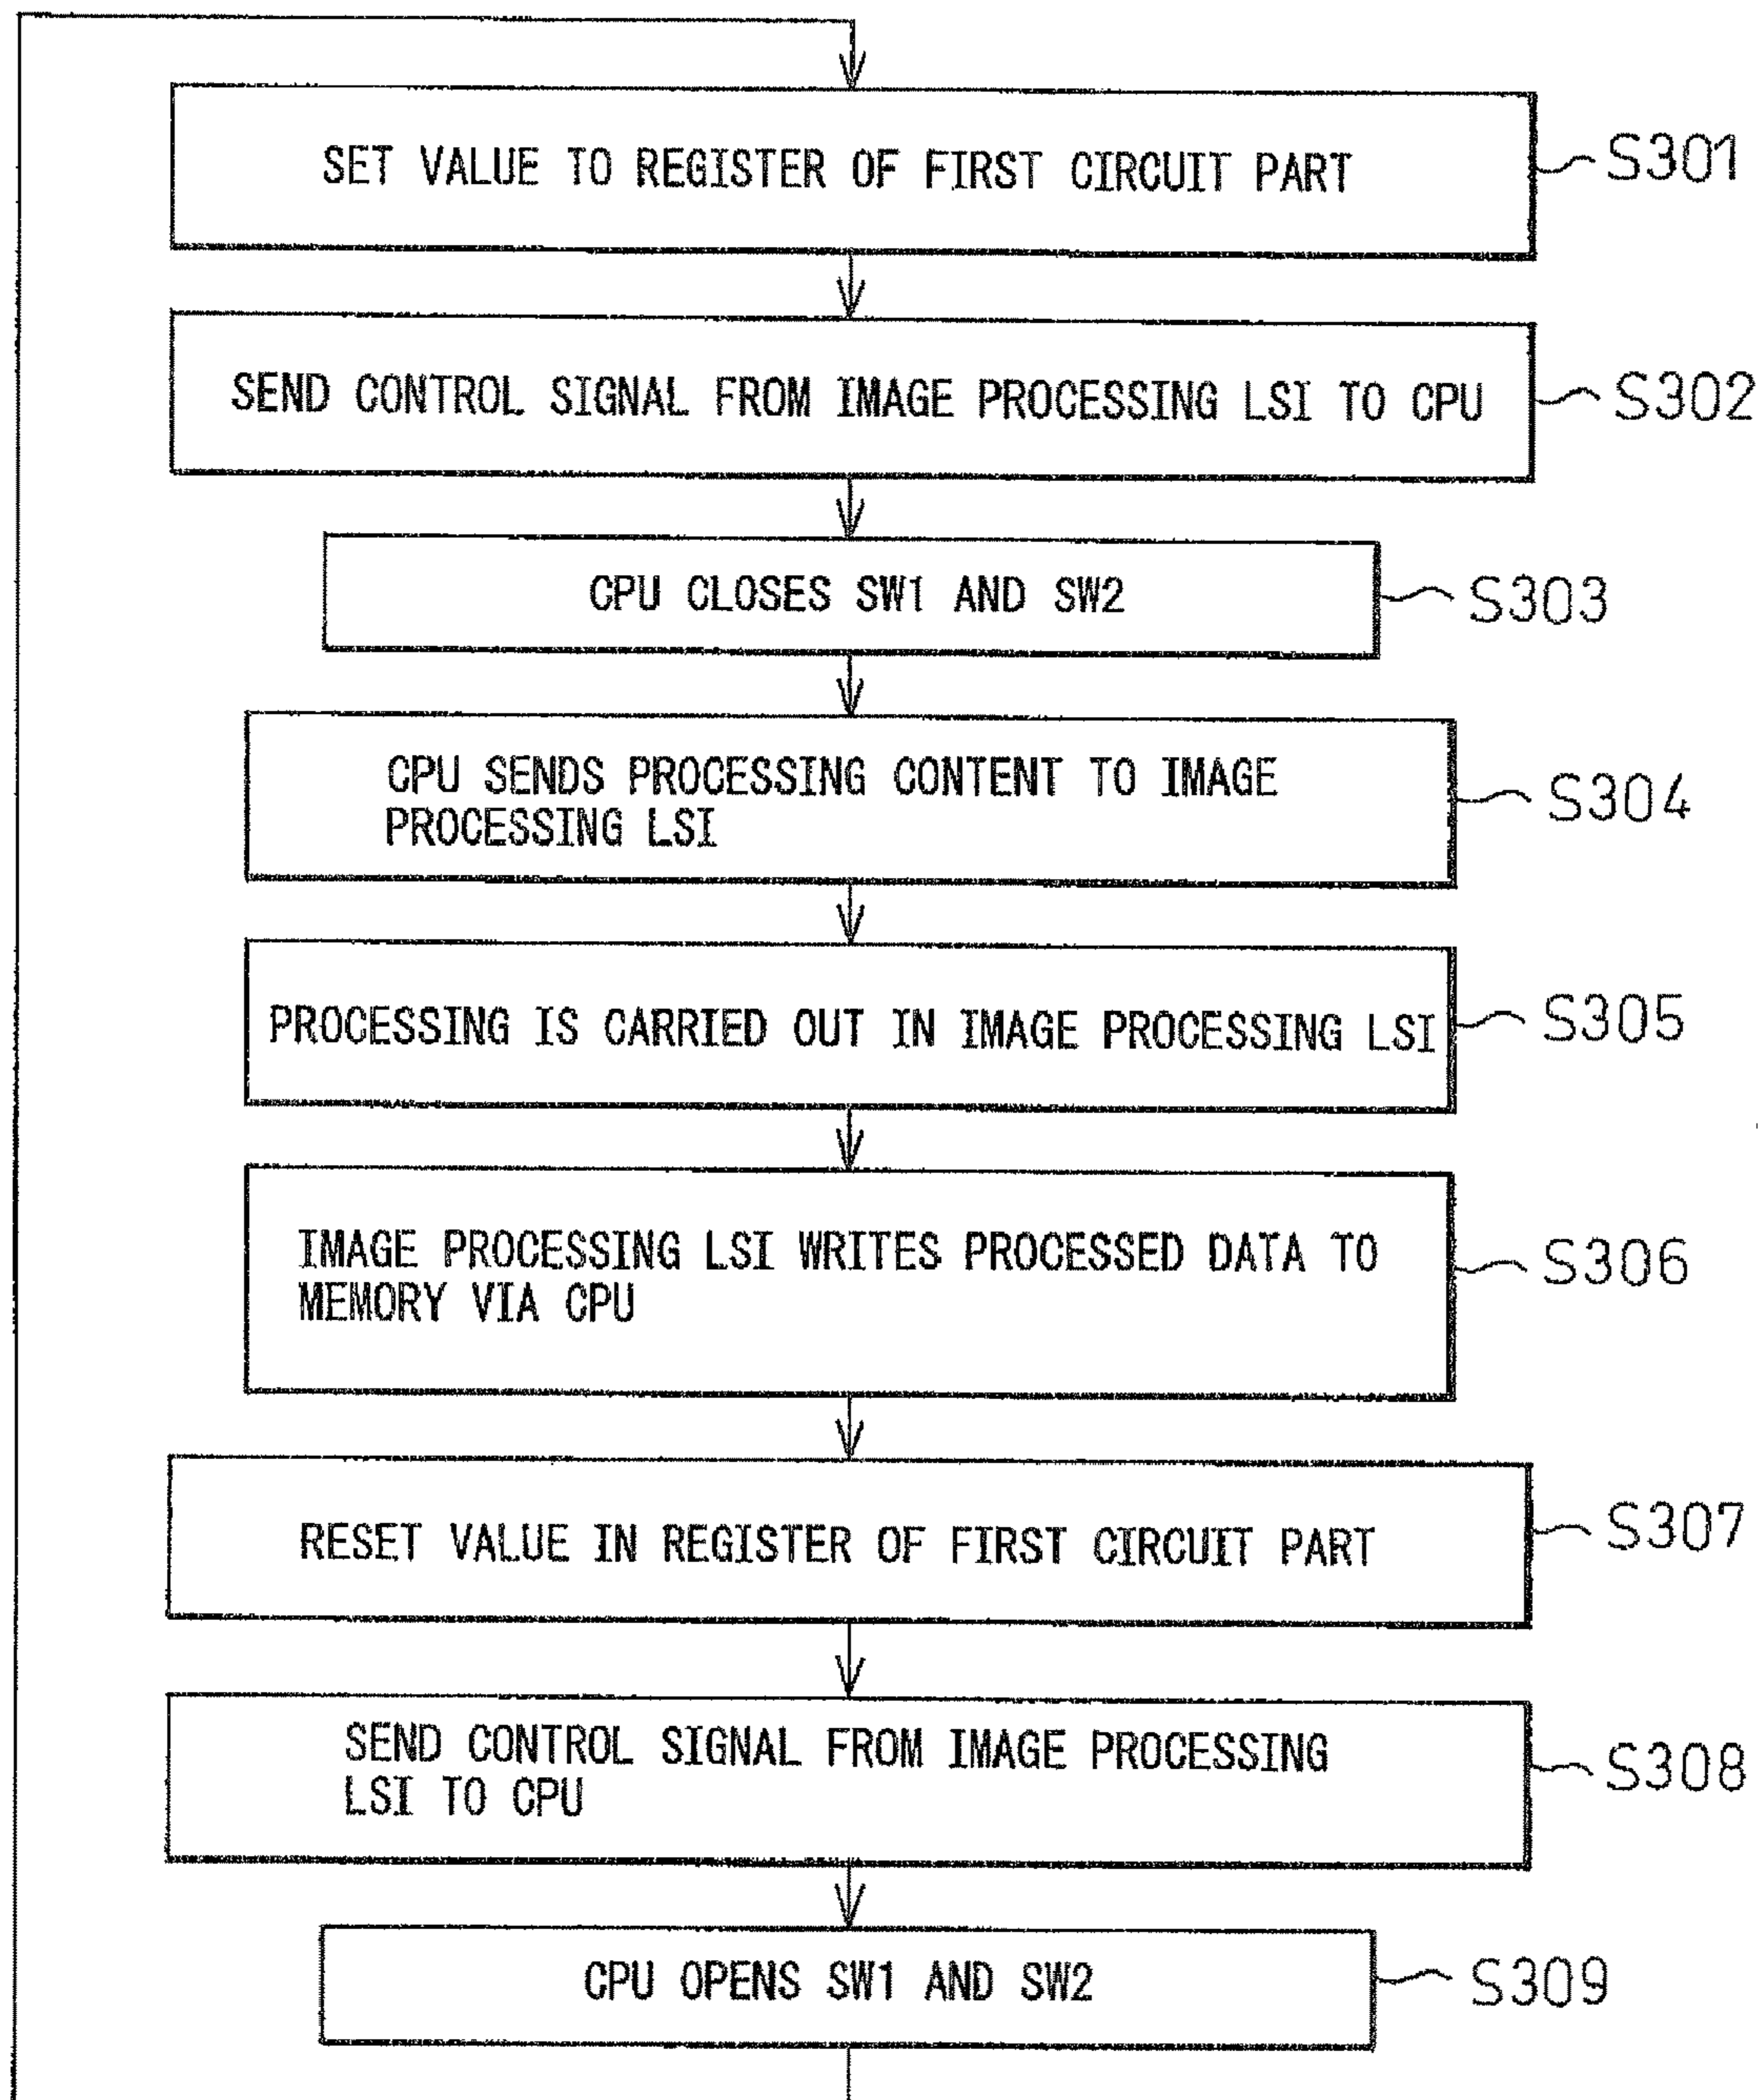 SET VALUE TO REGISTER OF FIRST CIRCUIT PART
S301
SEND CONTROL SIGNAL FROM IMAGE PROCESSING LSI TO CPU
S302
CPU CLOSES SW1 AND SW2
S303
CPU SENDS PROCESSING CONTENT TO IMAGE
PROCESSING LSI
S304
PROCESSING IS CARRIED OUT IN IMAGE PROCESSING LSI
S305
IMAGE PROCESSING LSI WRITES PROCESSED DATA TO
MEMORY VIA CPU
S306
RESET VALUE IN REGISTER OF FIRST CIRCUIT PART
S307
SEND CONTROL SIGNAL FROM IMAGE PROCESSING
LSI TO CPU
S308
CPU OPENS SW1 AND SW2
S309